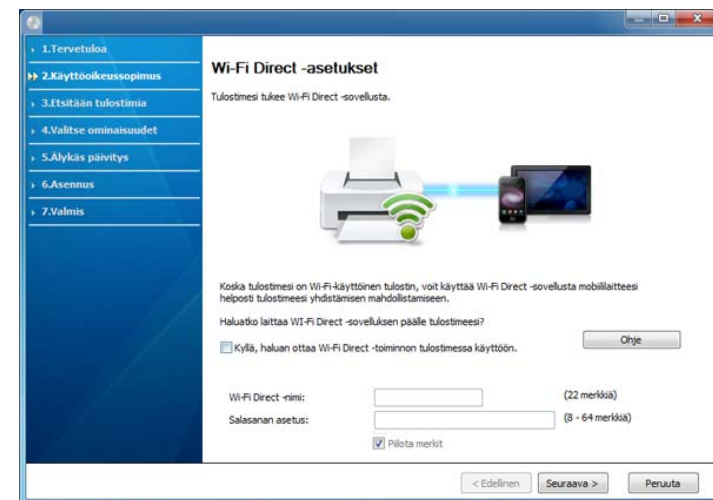 1.Tervetuloa
2.Käyttöoikeussopimus
3.Etsitään tulostimia
4.Valitse ominaisuudet
5.Älykäs päivitys
6.Asennus
7.Valmis
Wi-Fi Direct -asetukset
Tulostimesi tukee Wi-Fi Direct -sovellusta.
Koska tulostimesi on Wi-Fi-käyttöinen tulostin, voit käyttää Wi-Fi Direct -sovellusta mobiililaitteesi
helposti tulostimeesi yhdistämisen mahdollistamiseen.
Haluatko laittaa WI-Fi Direct -sovelluksen päälle tulostimeesi?
Kyllä, haluan ottaa Wi-Fi Direct -toiminnon tulostimessa käyttöön.
Ohje
Wi-Fi Direct -nimi:
(22 merkkiä)
Salasanan asetus:
(8 - 64 merkkiä)
Piilota merkit
< Edellinen
Seuraava >
Peruuta